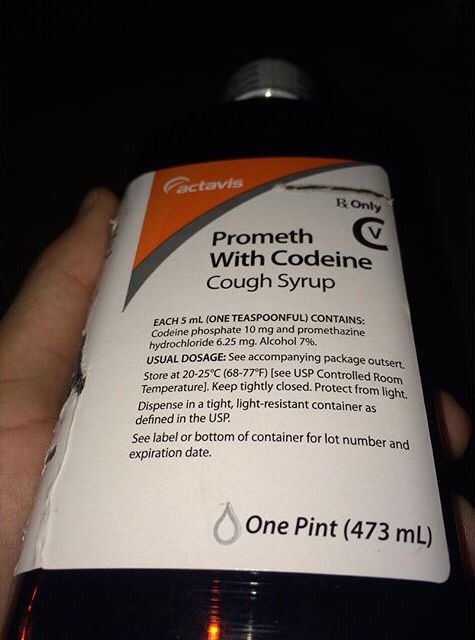 actavis
Rx Only
CV
Prometh
With Codeine
Cough Syrup
EACH 5 mL (ONE TEASPOONFUL) CONTAINS:
Codeine phosphate 10 mg and promethazine
hydrochloride 6.25 mg. Alcohol 7%.
USUAL DOSAGE: See accompanying package outsert.
Store at 20-25°C (68-77°F) [see USP Controlled Room
Temperature]. Keep tightly closed. Protect from light.
Dispense in a tight, light-resistant container as
defined in the USP.
See label or bottom of container for lot number and
expiration date.
One Pint (473 mL)